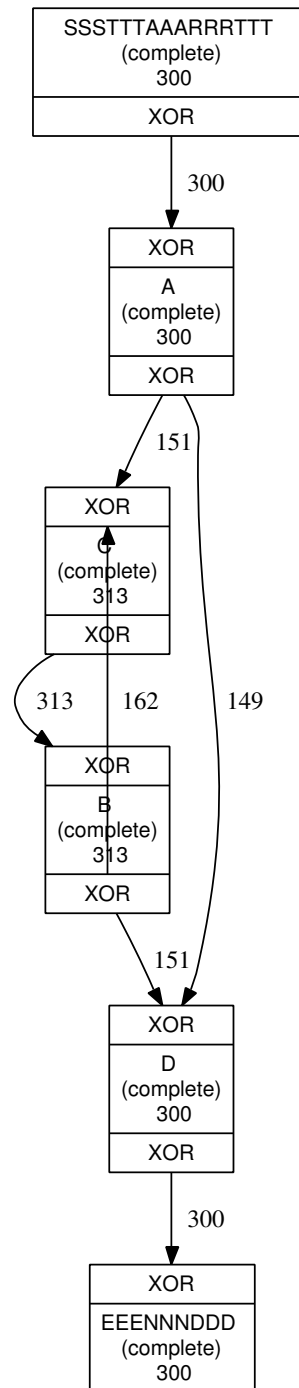 SSSTTTAAARRRTTT
(complete)
300
XOR
300
XOR
A
(complete)
300
XOR
151
XOR
C
(complete)
313
XOR
313
162
149
XOR
B
(complete)
313
XOR
151
XOR
D
(complete)
300
XOR
300
XOR
EEENNNDDD
(complete)
300